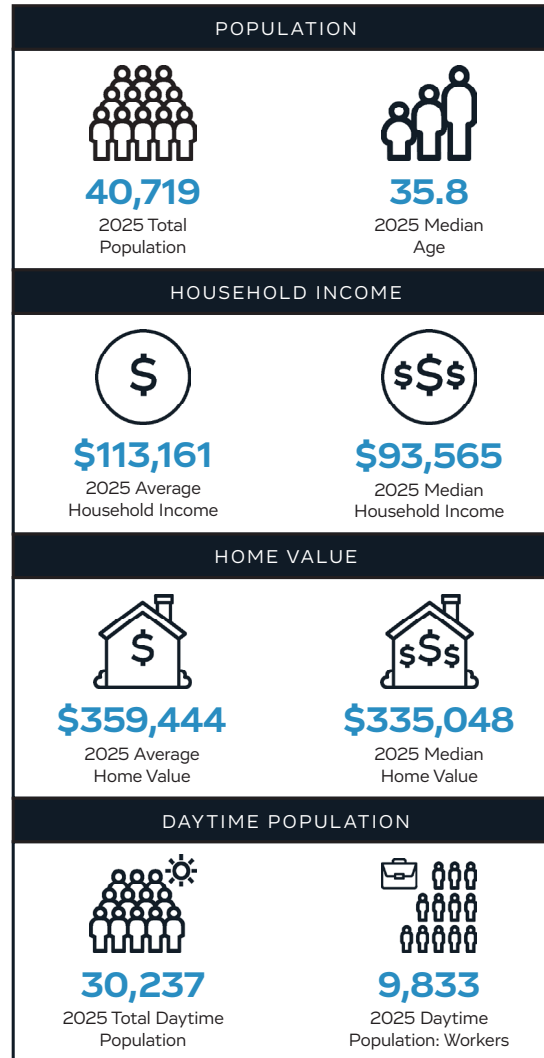 POPULATION
40,719
2025 Total
Population
35.8
2025 Median
Age
HOUSEHOLD INCOME
$
$113,161
2025 Average
Household Income
$$$
$93,565
2025 Median
Household Income
HOME VALUE
$
$359,444
2025 Average
Home Value
$$$
$335,048
2025 Median
Home Value
DAYTIME POPULATION
30,237
2025 Total Daytime
Population
9,833
2025 Daytime
Population: Workers